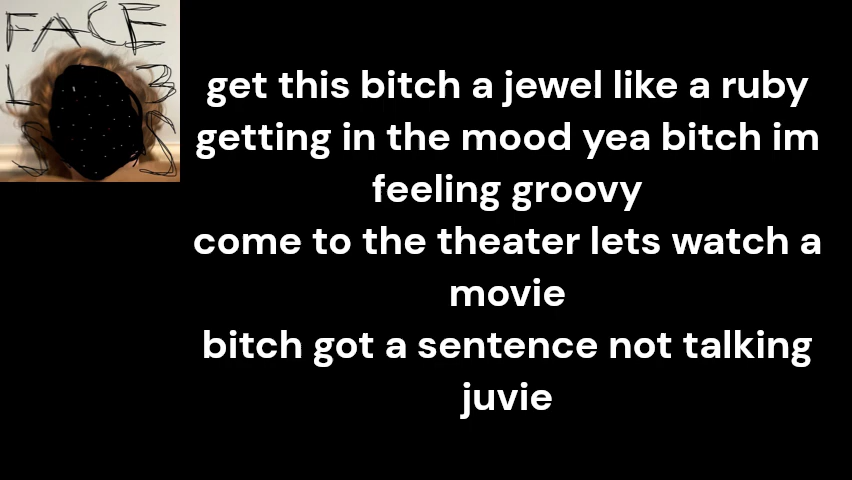 FACE
L 3
S S
get this bitch a jewel like a ruby
getting in the mood yea bitch im
feeling groovy
come to the theater lets watch a
movie
bitch got a sentence not talking
juvie